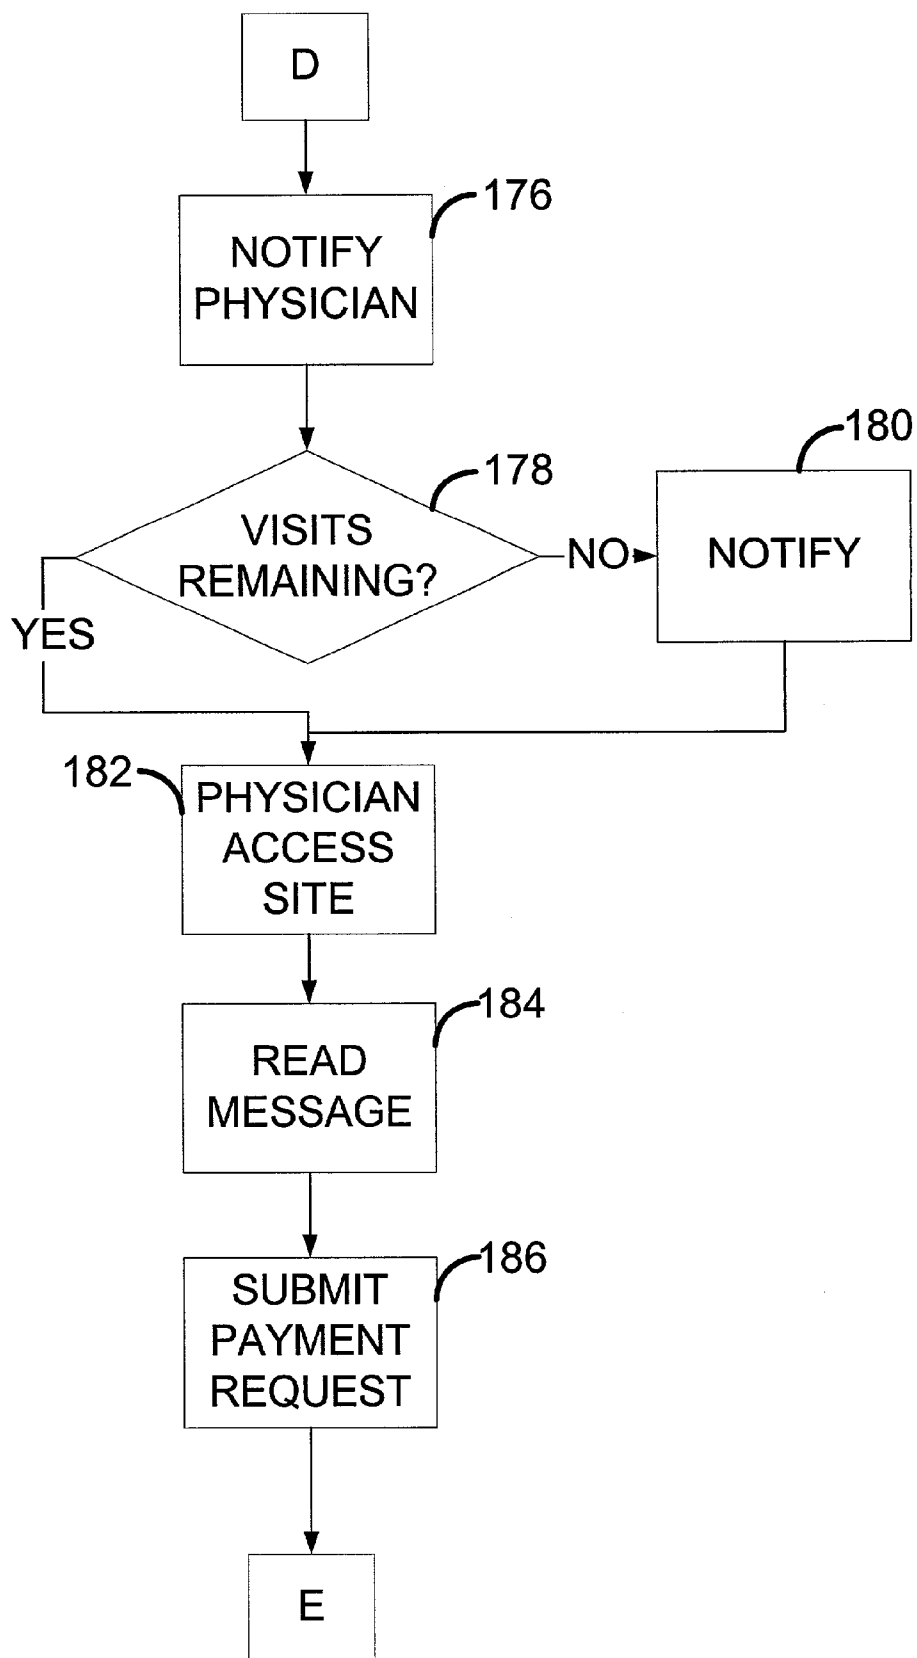 D
176
NOTIFY
PHYSICIAN
178
VISITS
REMAINING?
NO
180
NOTIFY
YES
182
PHYSICIAN
ACCESS
SITE
184
READ
MESSAGE
186
SUBMIT
PAYMENT
REQUEST
E